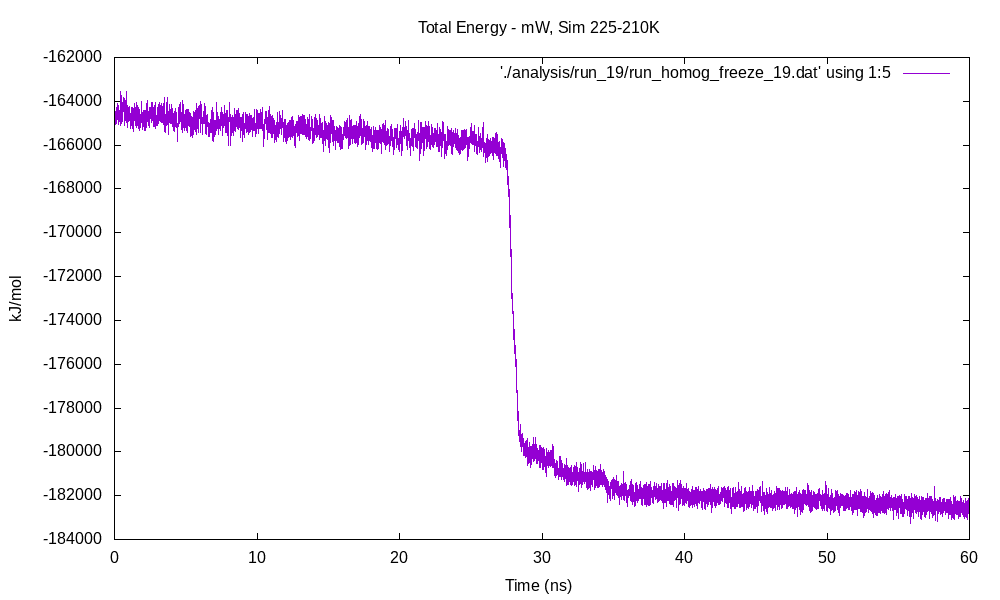 Total Energy - mW, Sim 225-210K
'./analysis/run_19/run_homog_freeze_19.dat' using 1:5
kJ/mol
-162000
-164000
-166000
-168000
-170000
-172000
-174000
-176000
-178000
-180000
-182000
-184000
0 10 20 30 40 50 60
Time (ns)